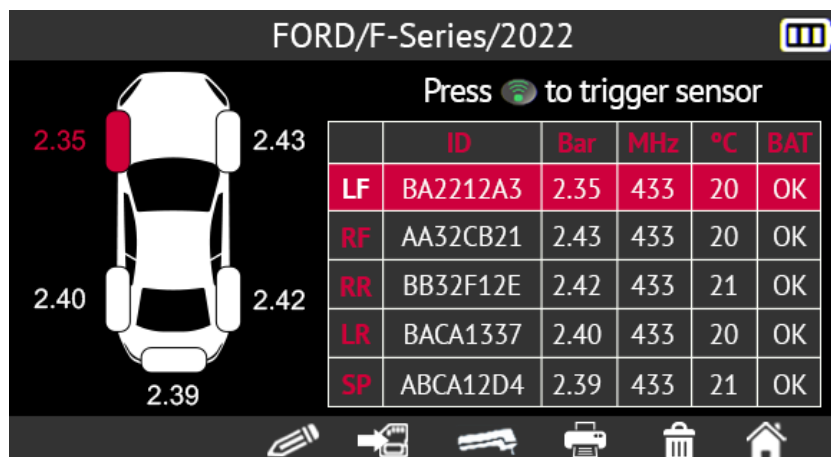 FORD/F-Series/2022
Press to trigger sensor
2.35 2.43
ID Bar MHz °C BAT
LF BA2212A3 2.35 433 20 OK
RF AA32CB21 2.43 433 20 OK
RR BB32F12E 2.42 433 21 OK
LR BACA1337 2.40 433 20 OK
SP ABCA12D4 2.39 433 21 OK
2.40 2.42
2.39